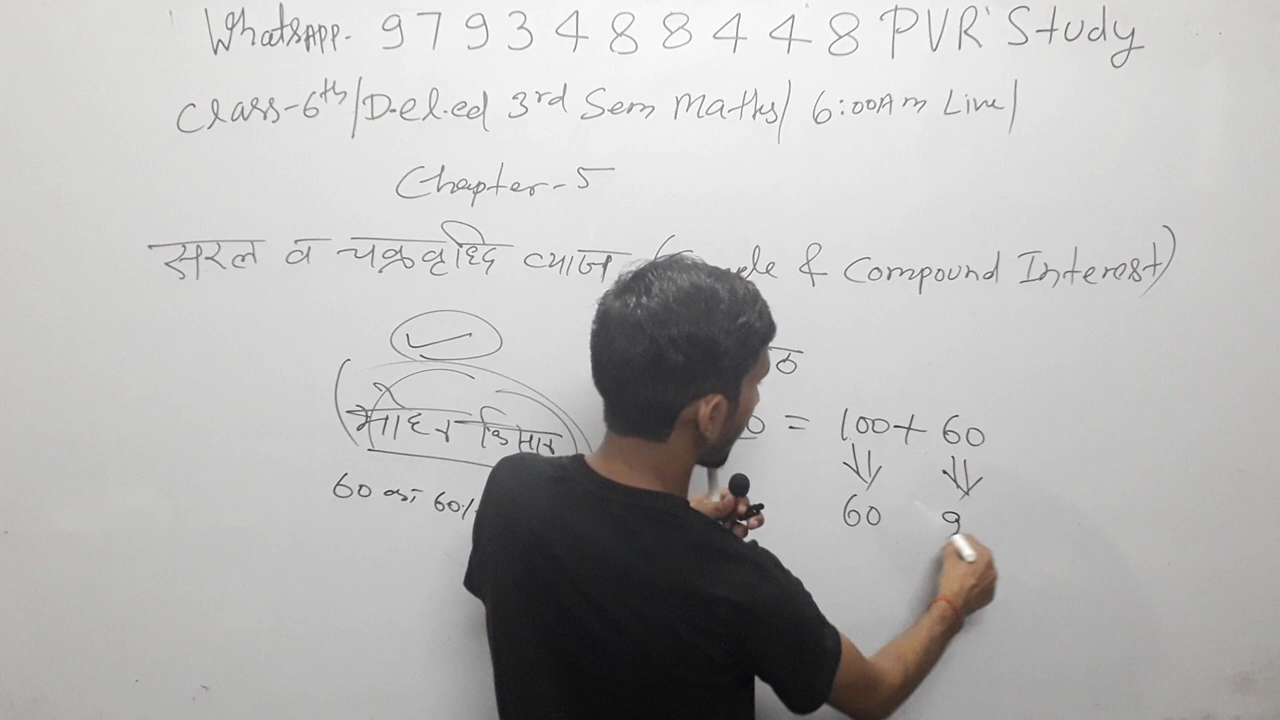 WhatsAPP. 9793488448 PVR Study
Class-6th/D.el.ed 3rd Sem Maths/ 6:00Am Live/
Chapter-5
सरल व चक्रवृध्दि व्याज & Compound Interest)
= 100+ 60
60 का 60%
60 9